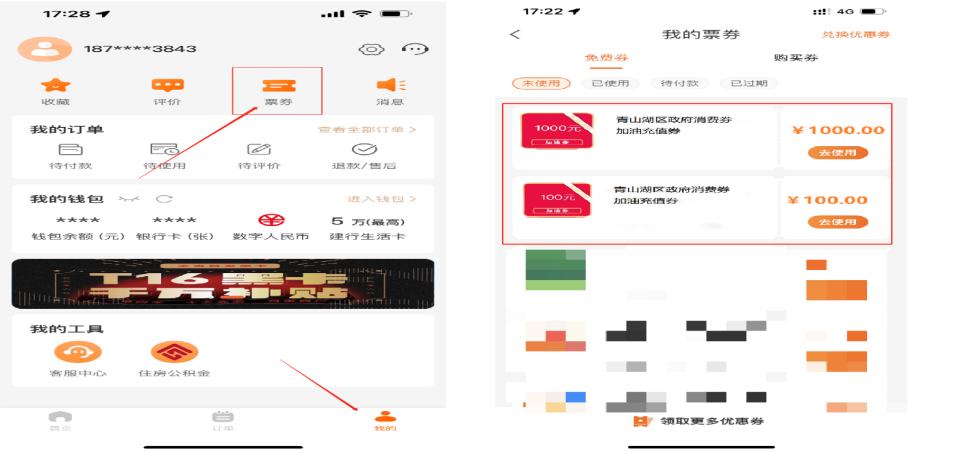 17:28
187****3843
收藏
评价
票券
消息
我的订单
查看全部订单 >
待付款
待使用
待评价
退款/售后
我的钱包
进入钱包 >
****
****
5 万(最高)
钱包余额 (元)
银行卡 (张)
数字人民币
建行生活卡
T16 黑卡
千万补贴
我的工具
客服中心
住房公积金
首页
订单
我的
17:22
4G
<
我的票券
兑换优惠券
免费券
购买券
未使用
已使用
待付款
已过期
1000元
加油券
青山湖区政府消费券
加油充值券
¥1000.00
去使用
100元
加油券
青山湖区政府消费券
加油充值券
¥100.00
去使用
领取更多优惠券